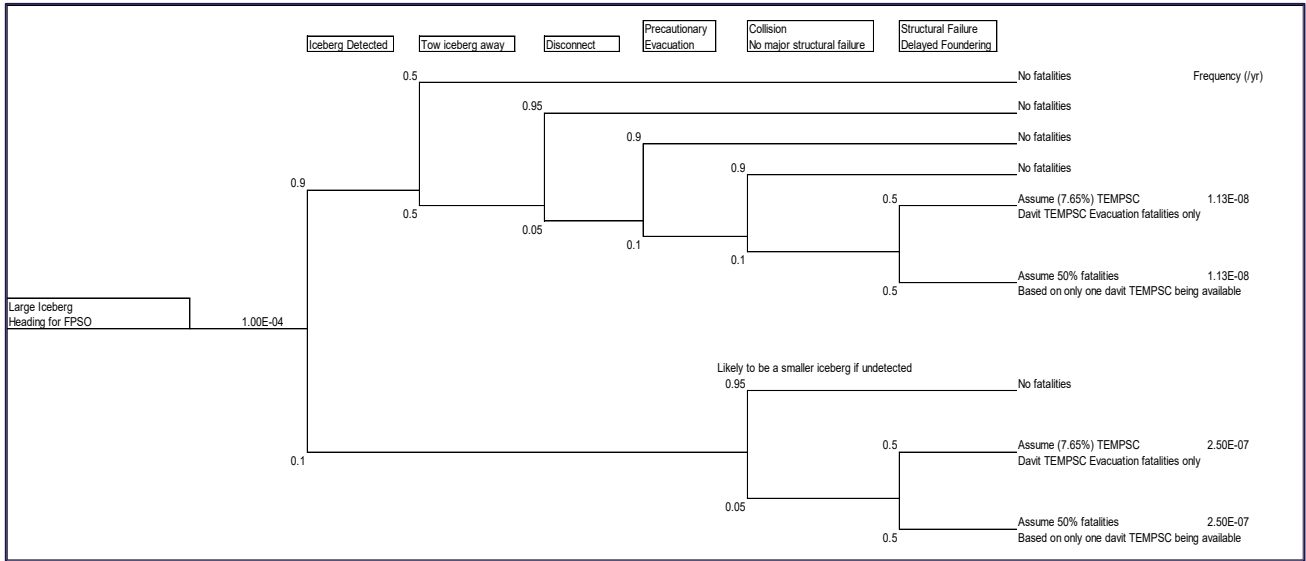 Iceberg Detected
Tow iceberg away
Disconnect
Precautionary
Evacuation
Collision
No major structural failure
Structural Failure
Delayed Foundering
0.5
No fatalities
Frequency (/yr)
0.95
No fatalities
0.9
No fatalities
0.9
No fatalities
0.9
0.5
0.05
0.1
0.1
0.5
Assume (7.65%) TEMPSC
1.13E-08
Davit TEMPSC Evacuation fatalities only
0.5
Assume 50% fatalities
1.13E-08
Based on only one davit TEMPSC being available
Large Iceberg
Heading for FPSO
1.00E-04
Likely to be a smaller iceberg if undetected
0.95
No fatalities
0.1
0.05
0.5
Assume (7.65%) TEMPSC
2.50E-07
Davit TEMPSC Evacuation fatalities only
0.5
Assume 50% fatalities
2.50E-07
Based on only one davit TEMPSC being available